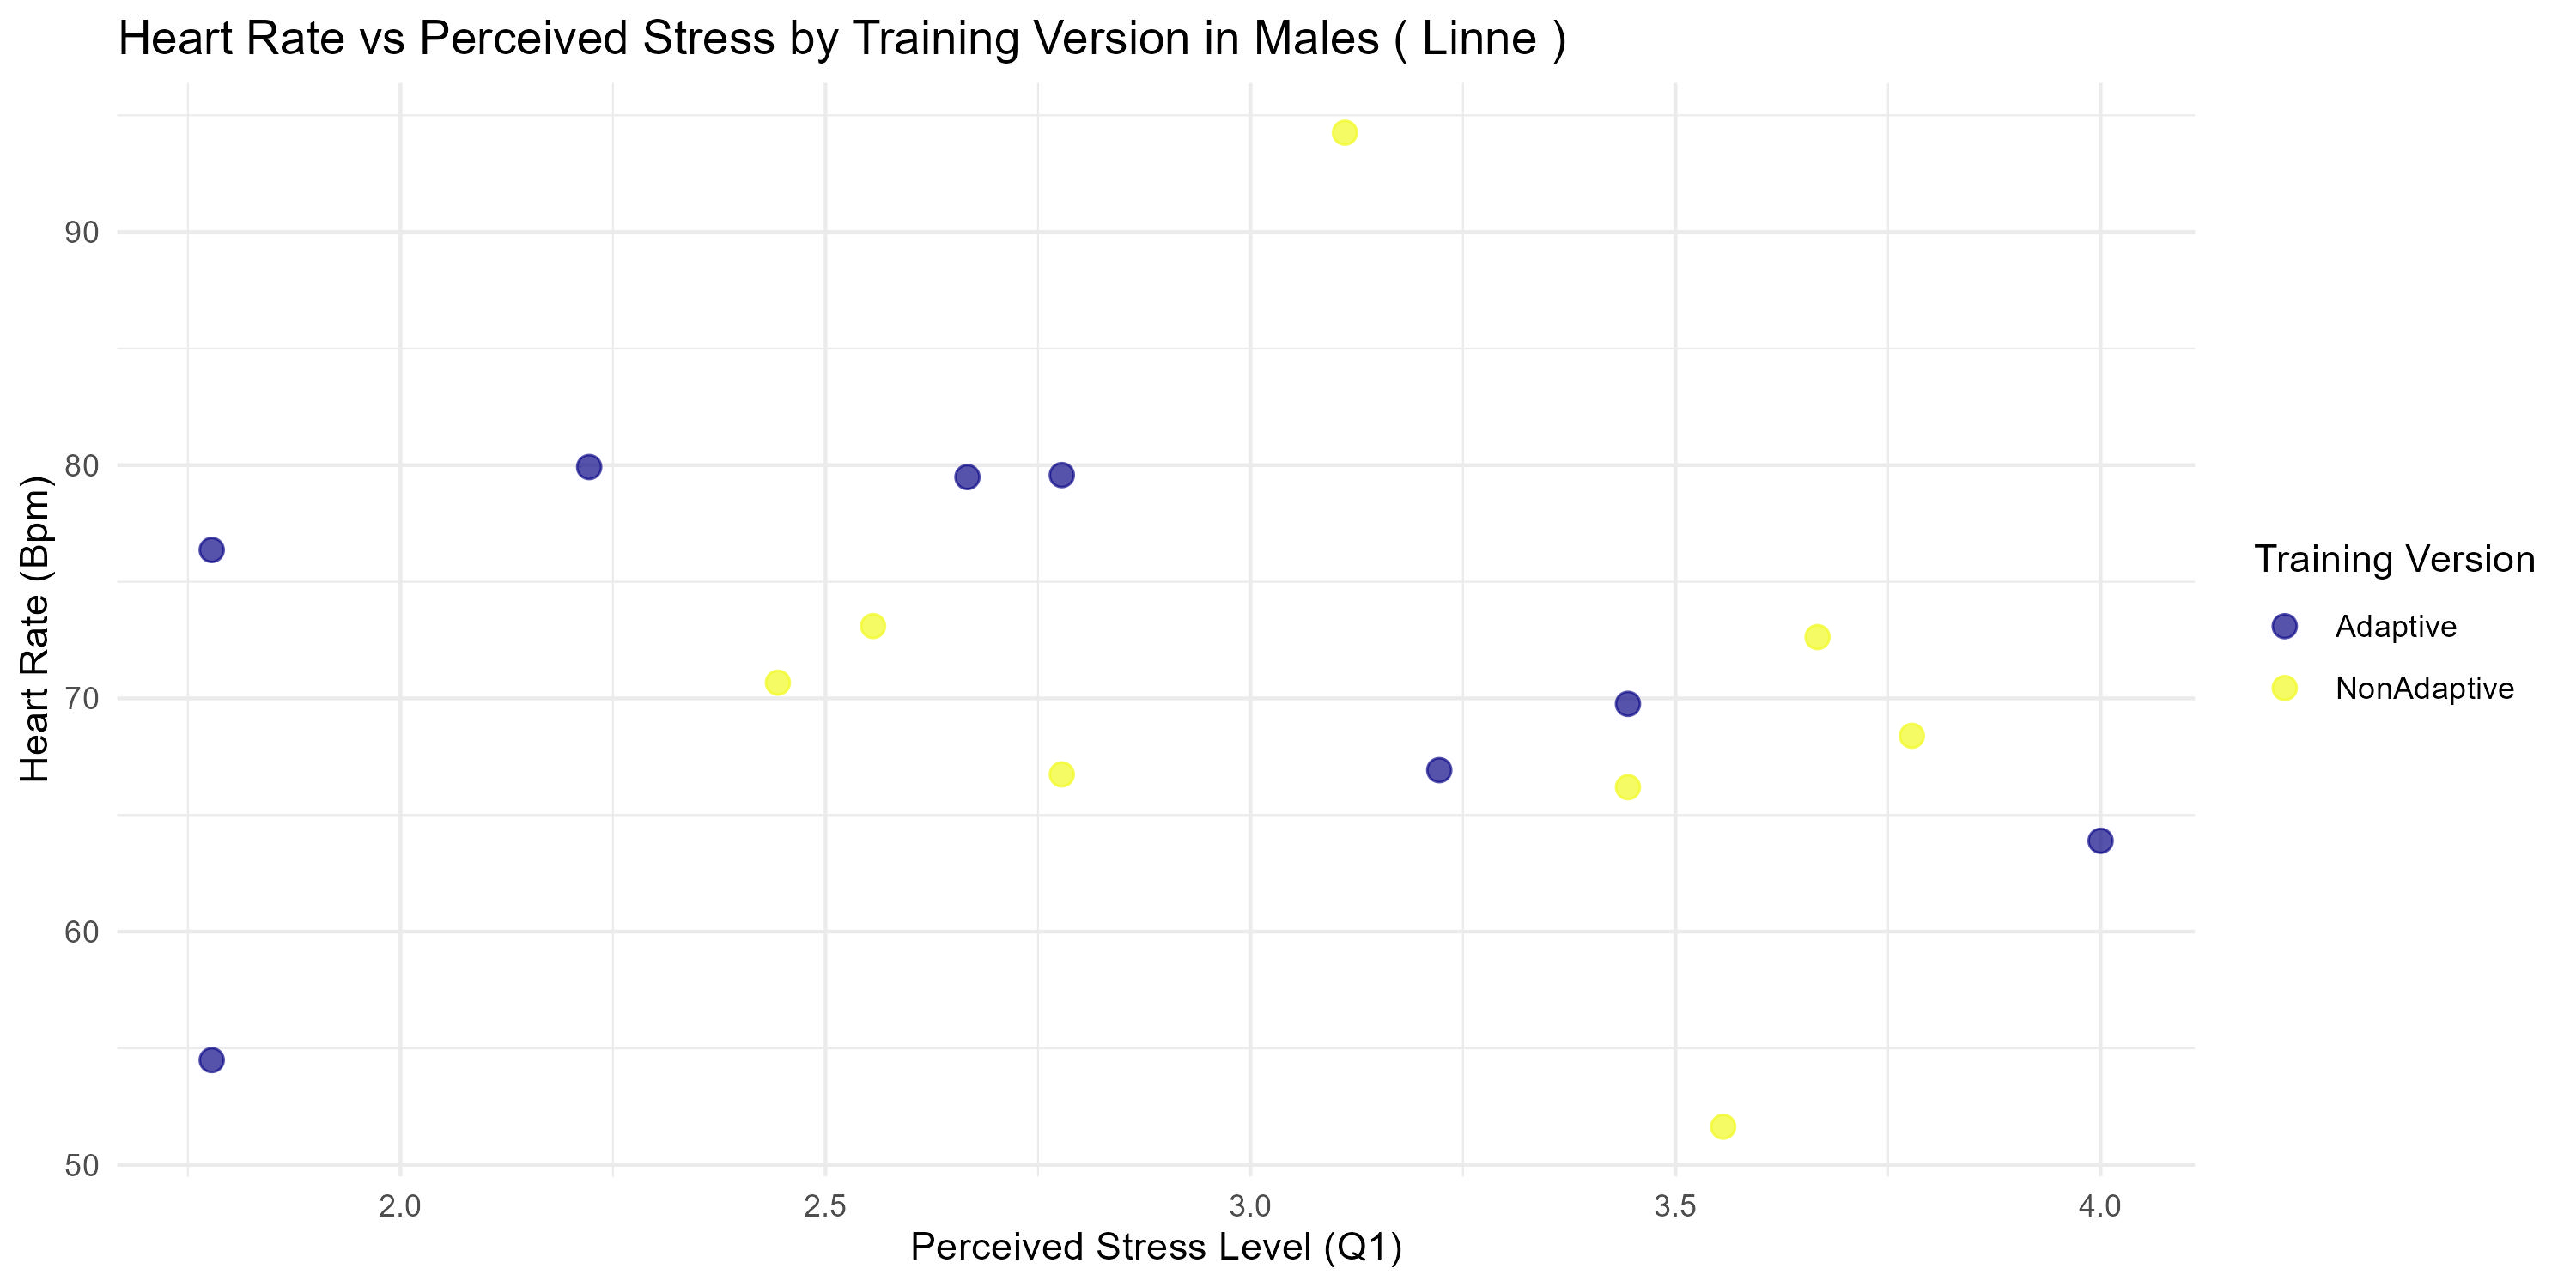 Heart Rate vs Perceived Stress by Training Version in Males ( Linne )
Heart Rate (Bpm)
90
80
70
60
50
2.0
2.5
3.0
3.5
4.0
Perceived Stress Level (Q1)
Training Version
Adaptive
NonAdaptive